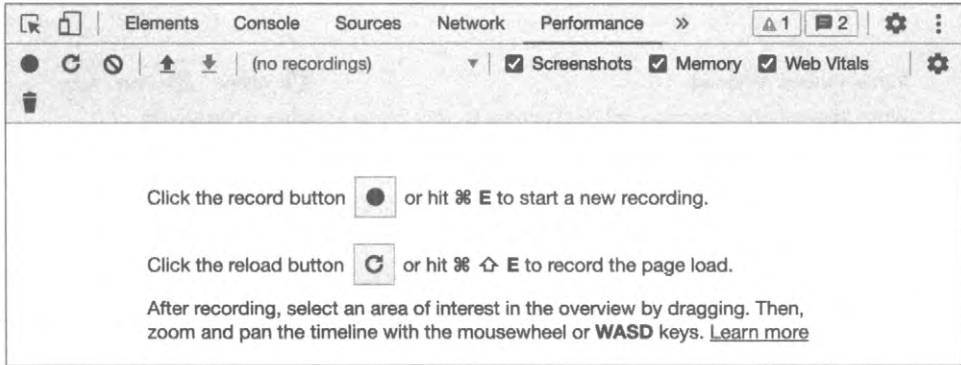 Elements Console Sources Network Performance » 1 2
(no recordings) Screenshots Memory Web Vitals
Click the record button or hit ⌘ E to start a new recording.
Click the reload button or hit ⌘ ⇧ E to record the page load.
After recording, select an area of interest in the overview by dragging. Then,
zoom and pan the timeline with the mousewheel or WASD keys. Learn more